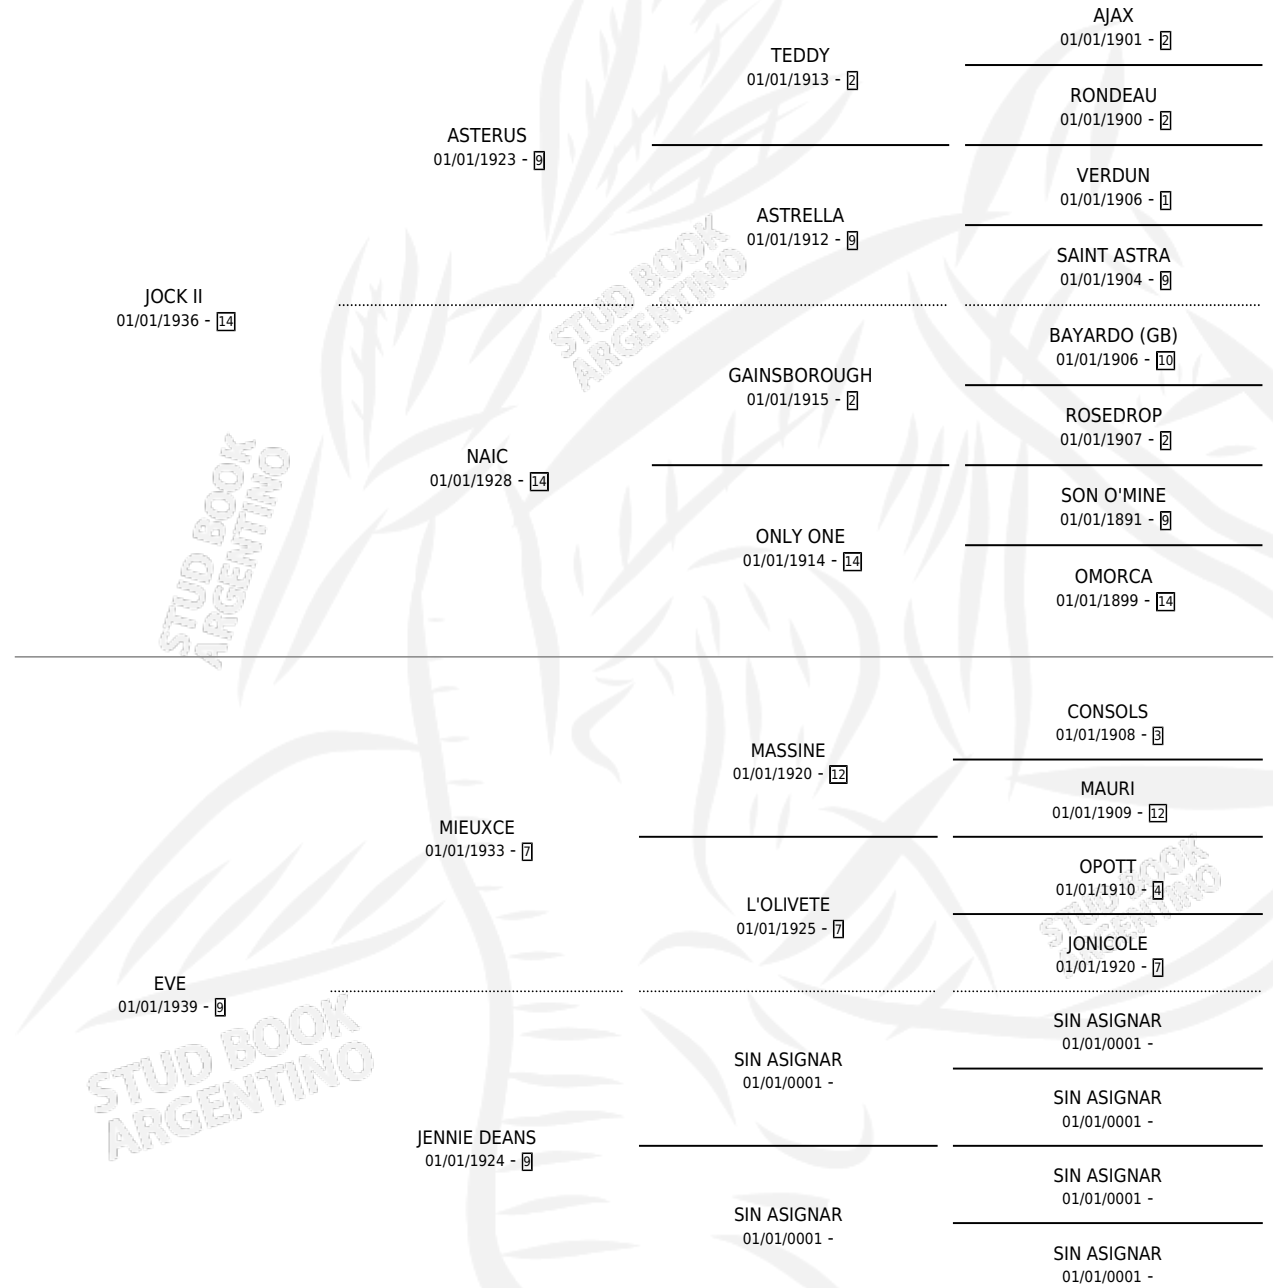 AJAX
01/01/1901 - 2
TEDDY
01/01/1913 - 2
RONDEAU
01/01/1900 - 2
ASTERUS
01/01/1923 - 9
VERDUN
01/01/1906 - 1
ASTRELLA
01/01/1912 - 9
SAINT ASTRA
01/01/1904 - 9
JOCK II
01/01/1936 - 14
BAYARDO (GB)
01/01/1906 - 10
GAINSBOROUGH
01/01/1915 - 2
ROSEDROP
01/01/1907 - 2
NAIC
01/01/1928 - 14
SON O'MINE
01/01/1891 - 9
ONLY ONE
01/01/1914 - 14
OMORCA
01/01/1899 - 14
STUD BOOK
ARGENTINO
STUD BOOK
ARGENTINO
CONSOLS
01/01/1908 - 3
MASSINE
01/01/1920 - 12
MAURI
01/01/1909 - 12
MIEUXCE
01/01/1933 - 7
OPOTT
01/01/1910 - 4
L'OLIVETE
01/01/1925 - 7
JONICOLE
01/01/1920 - 7
STUD BOOK
ARGENTINO
EVE
01/01/1939 - 9
SIN ASIGNAR
01/01/0001 -
SIN ASIGNAR
01/01/0001 -
SIN ASIGNAR
01/01/0001 -
JENNIE DEANS
01/01/1924 - 9
SIN ASIGNAR
01/01/0001 -
SIN ASIGNAR
01/01/0001 -
SIN ASIGNAR
01/01/0001 -
STUD BOOK
ARGENTINO